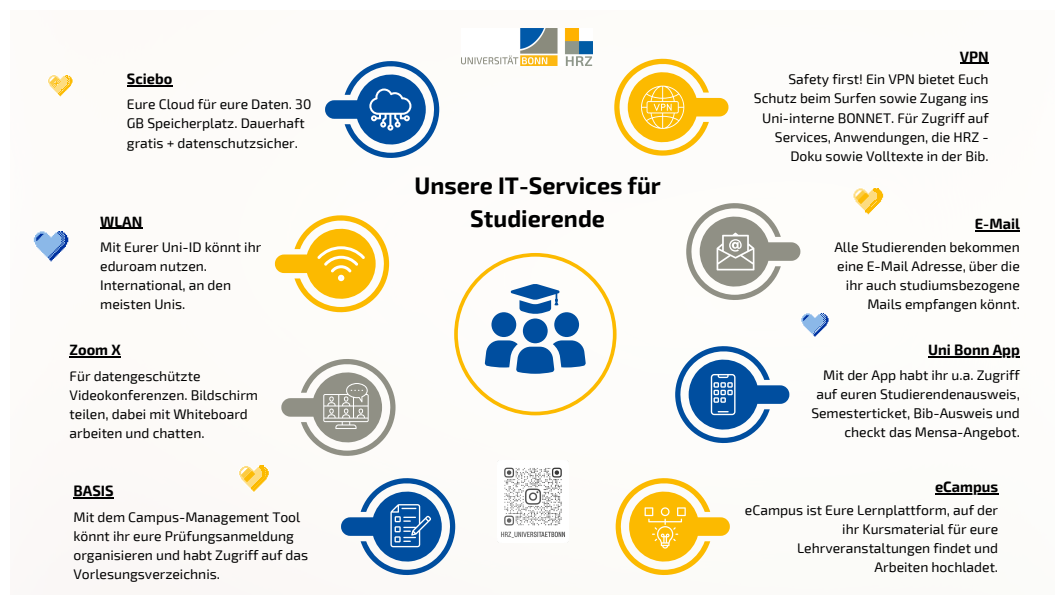 UNIVERSITÄT BONN
HRZ
Unsere IT-Services für
Studierende
Sciebo
Eure Cloud für eure Daten. 30
GB Speicherplatz. Dauerhaft
gratis + datenschutzsicher.
WLAN
Mit Eurer Uni-ID könnt ihr
eduroam nutzen.
International, an den
meisten Unis.
Zoom X
Für datengeschützte
Videokonferenzen. Bildschirm
teilen, dabei mit Whiteboard
arbeiten und chatten.
BASIS
Mit dem Campus-Management Tool
könnt ihr eure Prüfungsanmeldung
organisieren und habt Zugriff auf das
Vorlesungsverzeichnis.
VPN
VPN
Safety first! Ein VPN bietet Euch
Schutz beim Surfen sowie Zugang ins
Uni-interne BONNET. Für Zugriff auf
Services, Anwendungen, die HRZ -
Doku sowie Volltexte in der Bib.
@
E-Mail
Alle Studierenden bekommen
eine E-Mail Adresse, über die
ihr auch studiumsbezogene
Mails empfangen könnt.
Uni Bonn App
Mit der App habt ihr u.a. Zugriff
auf euren Studierendenausweis,
Semesterticket, Bib-Ausweis und
checkt das Mensa-Angebot.
eCampus
eCampus ist Eure Lernplattform, auf der
ihr Kursmaterial für eure
Lehrveranstaltungen findet und
Arbeiten hochladet.
HRZ_UNIVERSITAETBONN